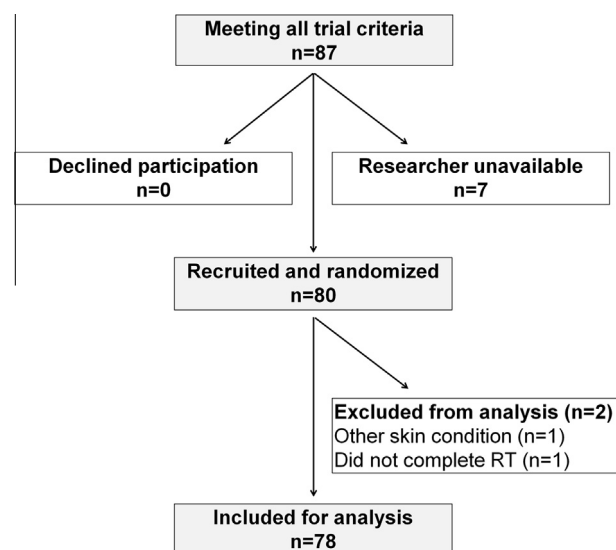 Meeting all trial criteria
n=87
Declined participation
n=0
Researcher unavailable
n=7
Recruited and randomized
n=80
Excluded from analysis (n=2)
Other skin condition (n=1)
Did not complete RT (n=1)
Included for analysis
n=78